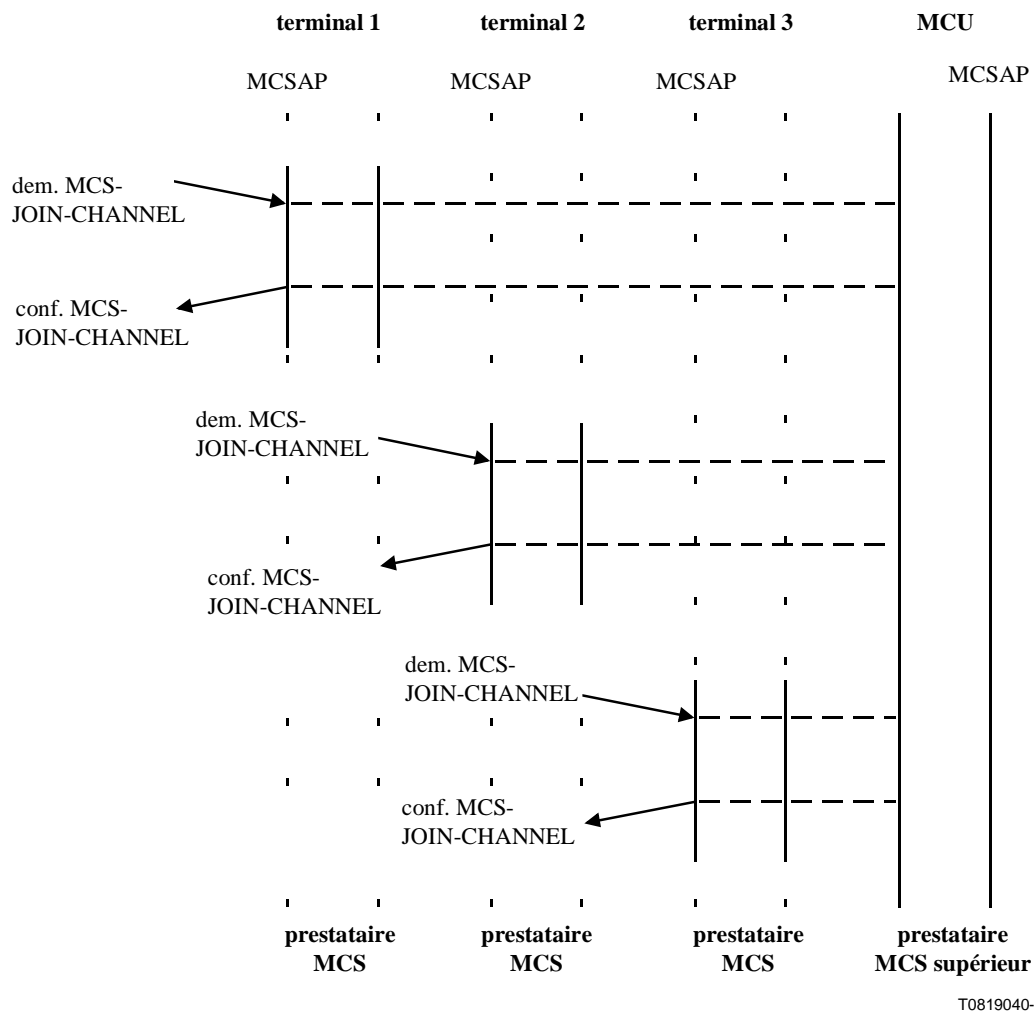 terminal 1 terminal 2 terminal 3 MCU
MCSAP MCSAP MCSAP MCSAP
dem. MCS-
JOIN-CHANNEL
conf. MCS-
JOIN-CHANNEL
dem. MCS-
JOIN-CHANNEL
conf. MCS-
JOIN-CHANNEL
dem. MCS-
JOIN-CHANNEL
conf. MCS-
JOIN-CHANNEL
prestataire prestataire prestataire prestataire
MCS MCS MCS MCS supérieur
T0819040-